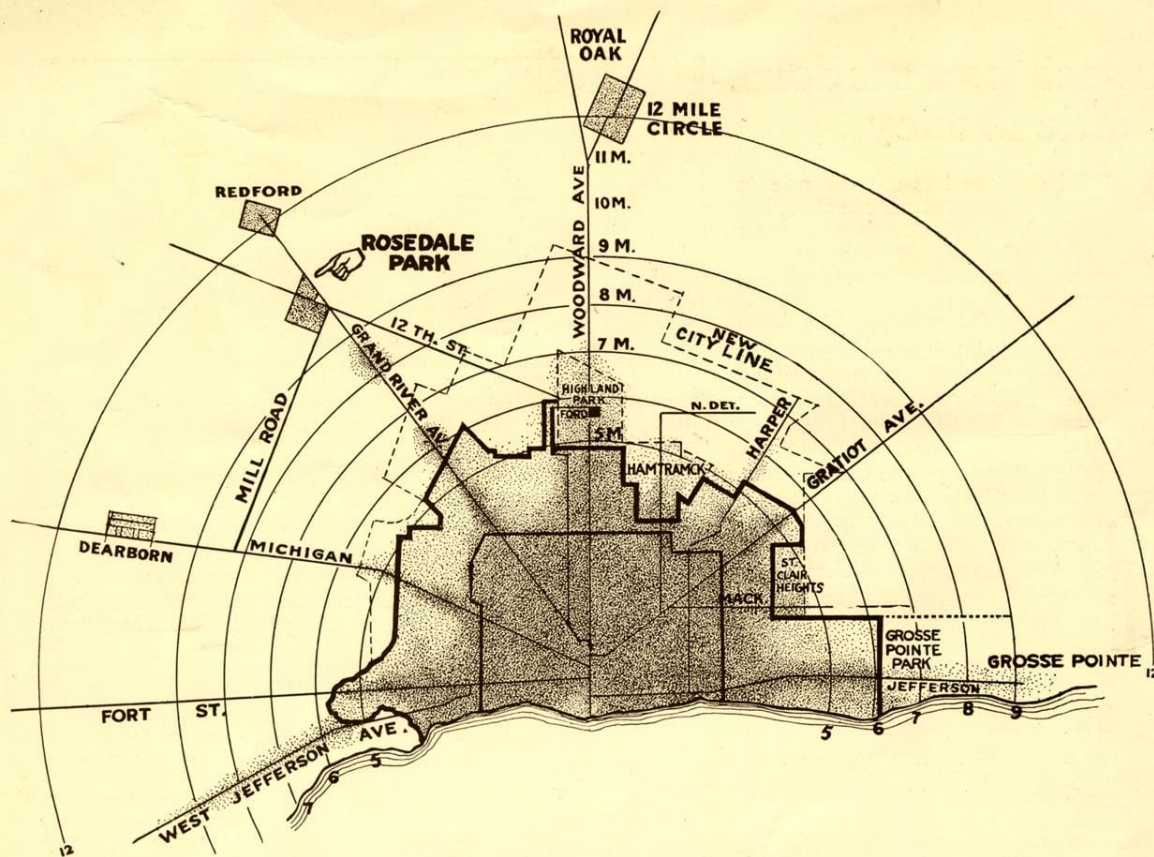 ROYAL
OAK
12 MILE
CIRCLE
11 M.
REDFORD
10 M.
WOODWARD AVE
ROSEDALE
PARK
9 M.
8 M.
12 TH. ST.
NEW
CITY LINE
7 M.
GRAND RIVER AV.
HIGHLAND
PARK
FORD
N. DET.
HARPER
GRATIOT AVE.
5 M
MILL ROAD
HAMTRAMCK
DEARBORN
MICHIGAN
ST.
CLAIR
HEIGHTS
MACK
GROSSE
POINTE
PARK
GROSSE POINTE
12
JEFFERSON
FORT ST.
WEST JEFFERSON AVE.
5
6
7
5
6
7
8
9
12